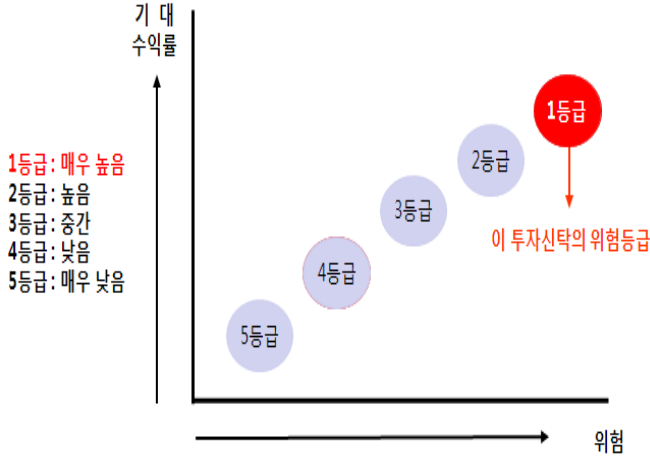 기 대
수익률
1등급 : 매우 높음
2등급 : 높음
3등급 : 중간
4등급 : 낮음
5등급 : 매우 낮음
1등급
2등급
3등급
4등급
5등급
이 투자신탁의 위험등급
위험